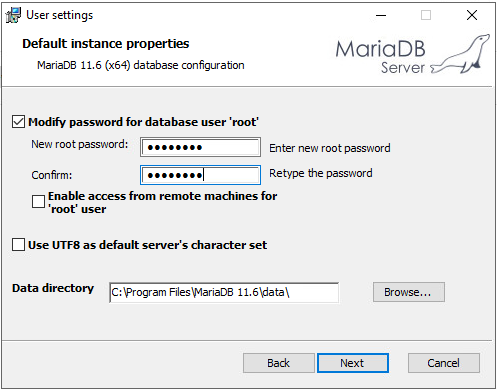 User settings
Default instance properties
MariaDB 11.6 (x64) database configuration
MariaDB
Server
Modify password for database user 'root'
New root password: ●●●●●●●● Enter new root password
Confirm: ●●●●●●●● Retype the password
Enable access from remote machines for
'root' user
Use UTF8 as default server's character set
Data directory C:\Program Files\MariaDB 11.6\data\ Browse...
Back Next Cancel